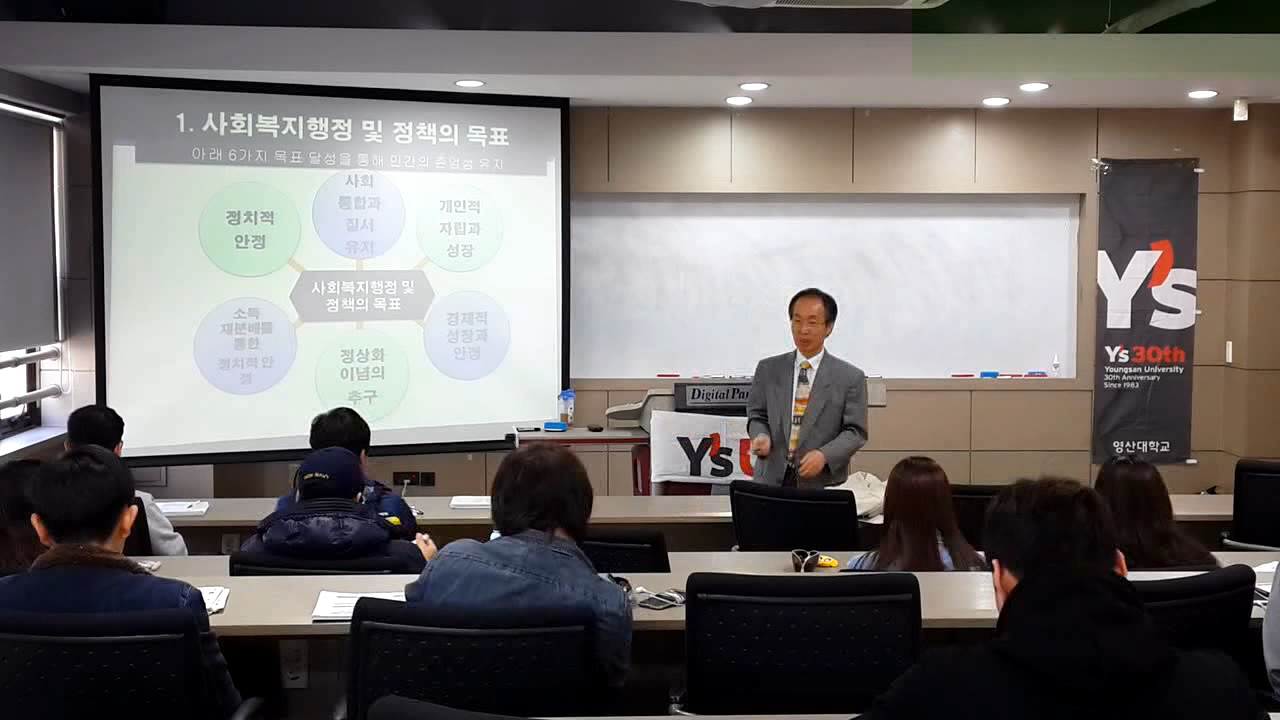 1. 사회복지행정 및 정책의 목표
아래 6가지 목표 달성을 통해 인간의 존엄성 유지
정치적
안정
사회
통합과
질서
유지
개인적
자립과
성장
사회복지행정 및
정책의 목표
소득
재분배를
통한
정치적 안
정
정상화
이념의
추구
경제적
성장과
안정
Digital
Y's
Y's
Y's 30th
Youngsan University
30th Anniversary
Since 1983
영산대학교